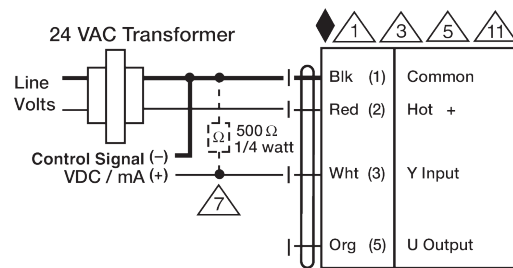 1 3 5 11
24 VAC Transformer
Line
Volts
Blk (1) Common
Red (2) Hot +
Ω 500 Ω
1/4 watt
Control Signal (–)
VDC / mA (+)
Wht (3) Y Input
7
Org (5) U Output